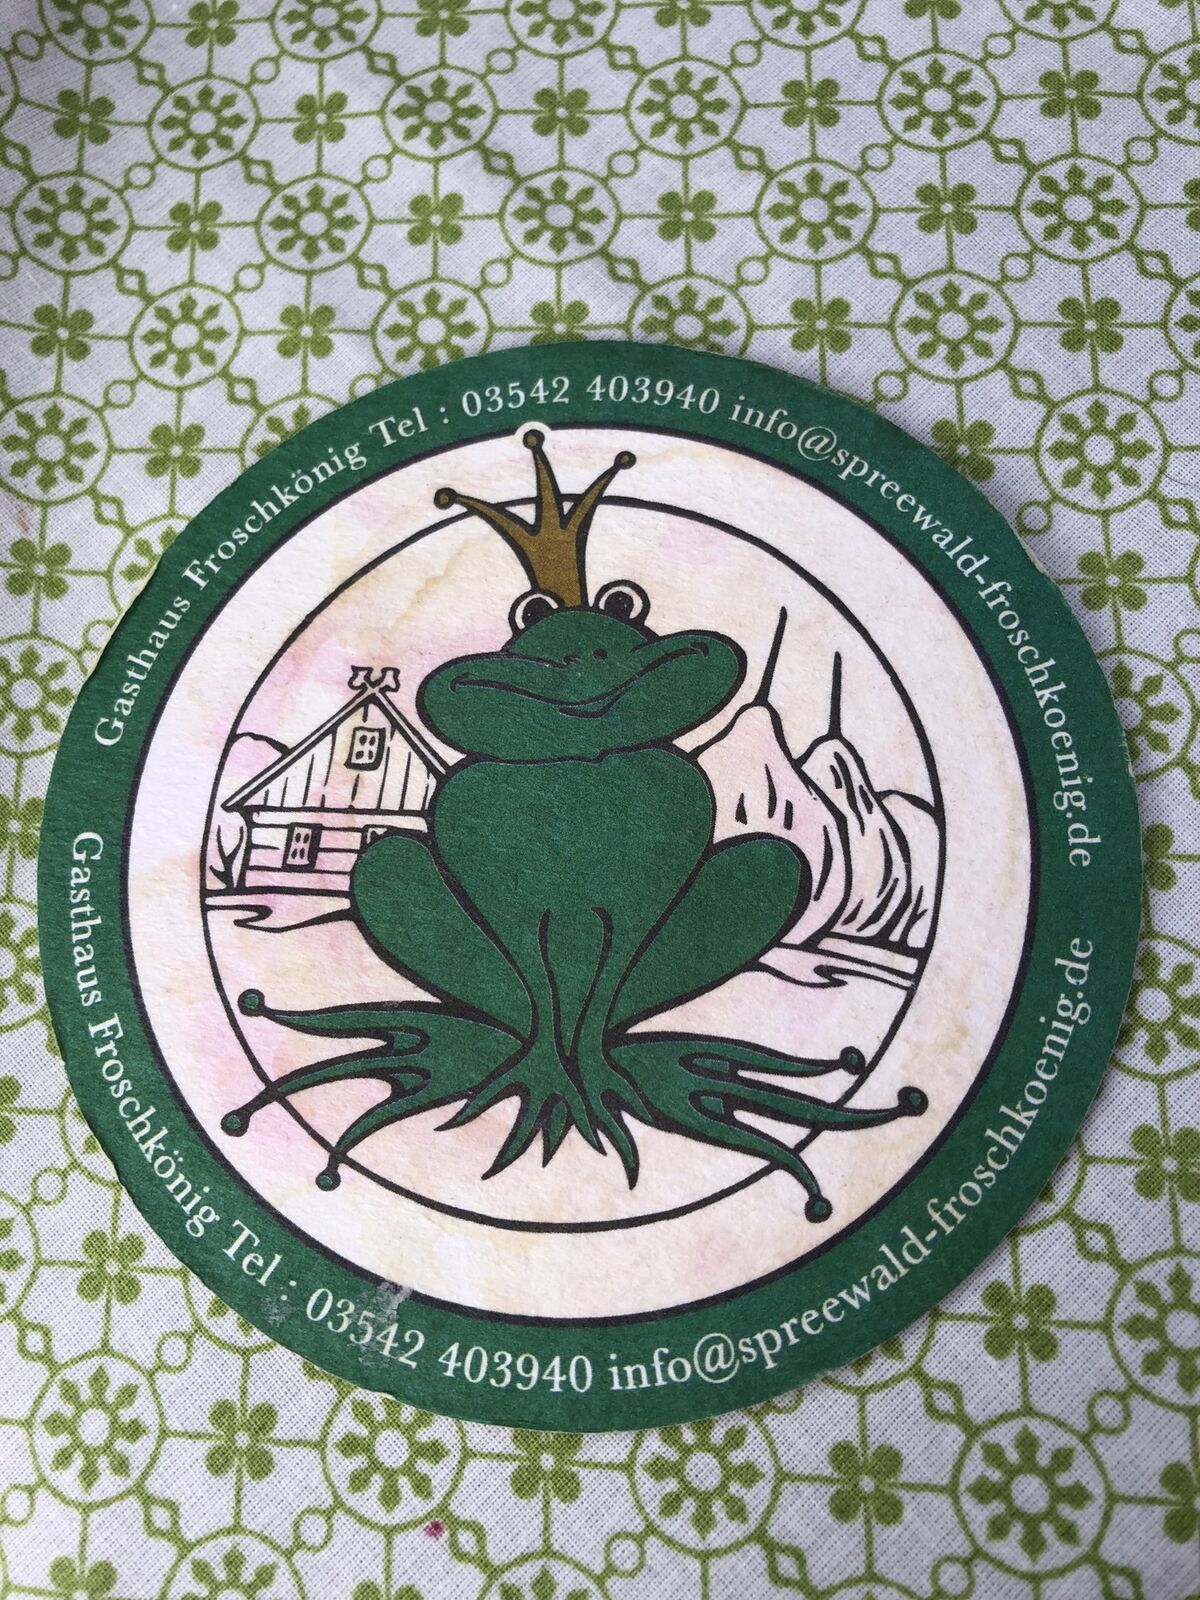 Gasthaus Froschkönig Tel : 03542 403940 info@spreewald-froschkoenig.de
Gasthaus Froschkönig Tel : 03542 403940 info@spreewald-froschkoenig.de